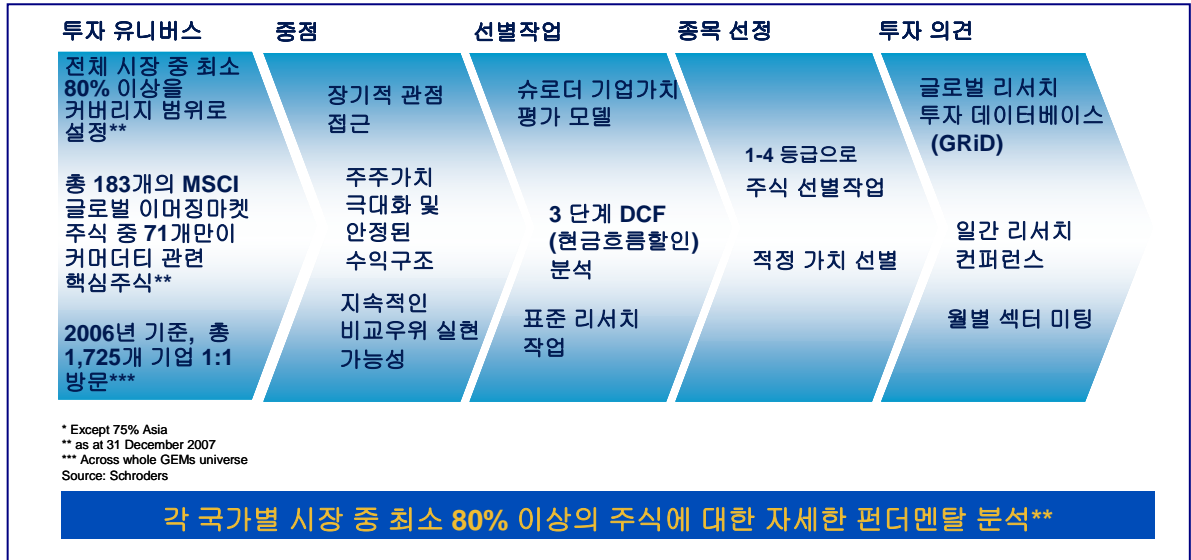 투자 유니버스
전체 시장 중 최소
80% 이상을
커버리지 범위로
설정**
총 183개의 MSCI
글로벌 이머징마켓
주식 중 71개만이
커머더티 관련
핵심주식**
2006년 기준, 총
1,725개 기업 1:1
방문***
중점
장기적 관점
접근
주주가치
극대화 및
안정된
수익구조
지속적인
비교우위 실현
가능성
선별작업
슈로더 기업가치
평가 모델
3 단계 DCF
(현금흐름할인)
분석
표준 리서치
작업
종목 선정
1-4 등급으로
주식 선별작업
적정 가치 선별
투자 의견
글로벌 리서치
투자 데이터베이스
(GRiD)
일간 리서치
컨퍼런스
월별 섹터 미팅
* Except 75% Asia
** as at 31 December 2007
*** Across whole GEMs universe
Source: Schroders
각 국가별 시장 중 최소 80% 이상의 주식에 대한 자세한 펀더멘탈 분석**